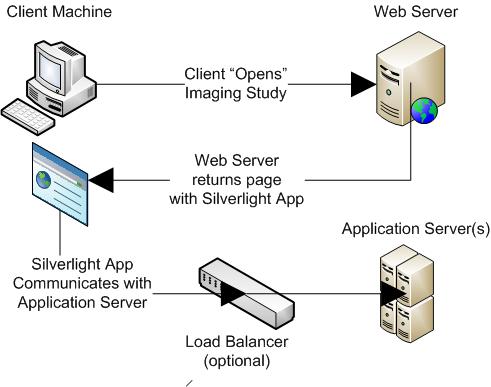 Client Machine
Web Server
Client “Opens”
Imaging Study
Web Server
returns page
with Silverlight App
Application Server(s)
Silverlight App
Communicates with
Application Server
Load Balancer
(optional)